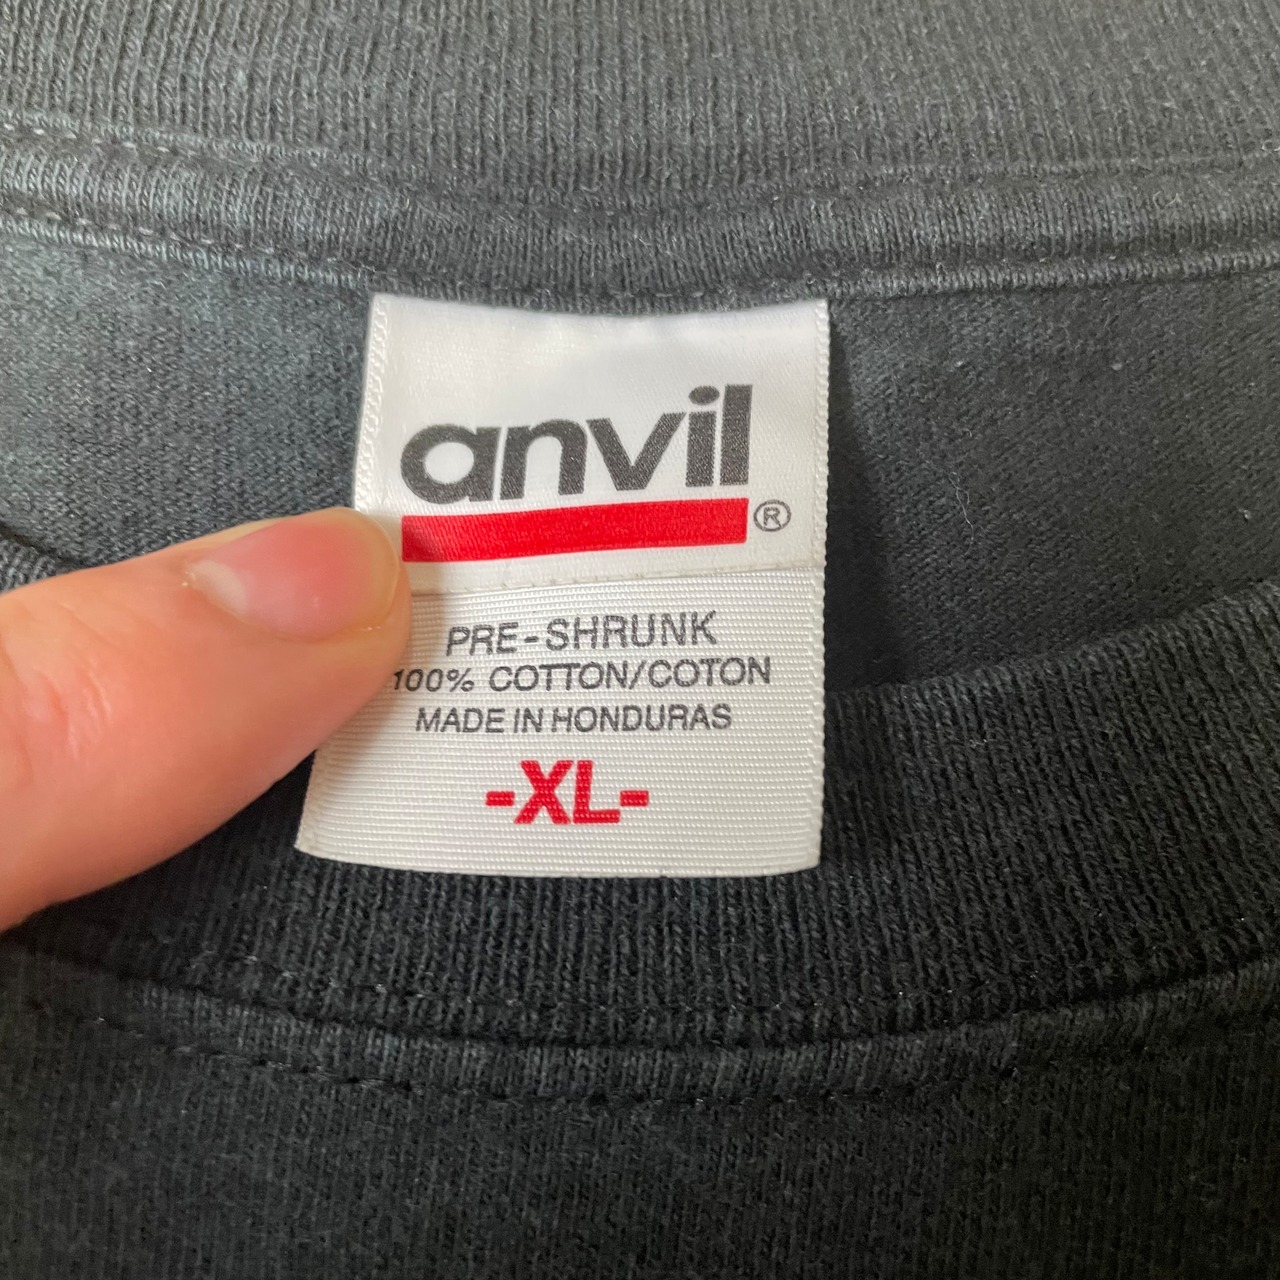 anvil
®
PRE-SHRUNK
100% COTTON/COTON
MADE IN HONDURAS
-XL-